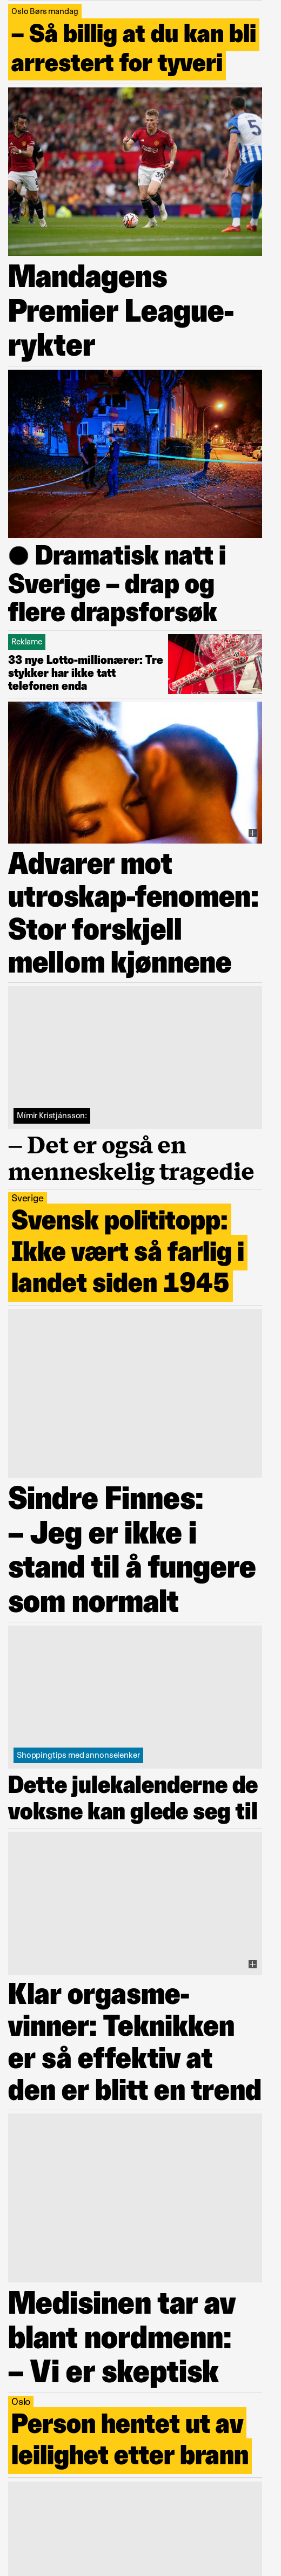 Oslo Børs mandag
– Så billig at du kan bli
arrestert for tyveri
5
Mandagens
Premier League-
rykter
● Dramatisk natt i
Sverige – drap og
flere drapsforsøk
Reklame
33 nye Lotto-millionærer: Tre
stykker har ikke tatt
telefonen enda
Advarer mot
utroskap-fenomen:
Stor forskjell
mellom kjønnene
Mímir Kristjánsson:
– Det er også en
menneskelig tragedie
Sverige
Svensk polititopp:
Ikke vært så farlig i
landet siden 1945
Sindre Finnes:
– Jeg er ikke i
stand til å fungere
som normalt
Shoppingtips med annonselenker
Dette julekalenderne de
voksne kan glede seg til
Klar orgasme-
vinner: Teknikken
er så effektiv at
den er blitt en trend
Medisinen tar av
blant nordmenn:
– Vi er skeptisk
Oslo
Person hentet ut av
leilighet etter brann